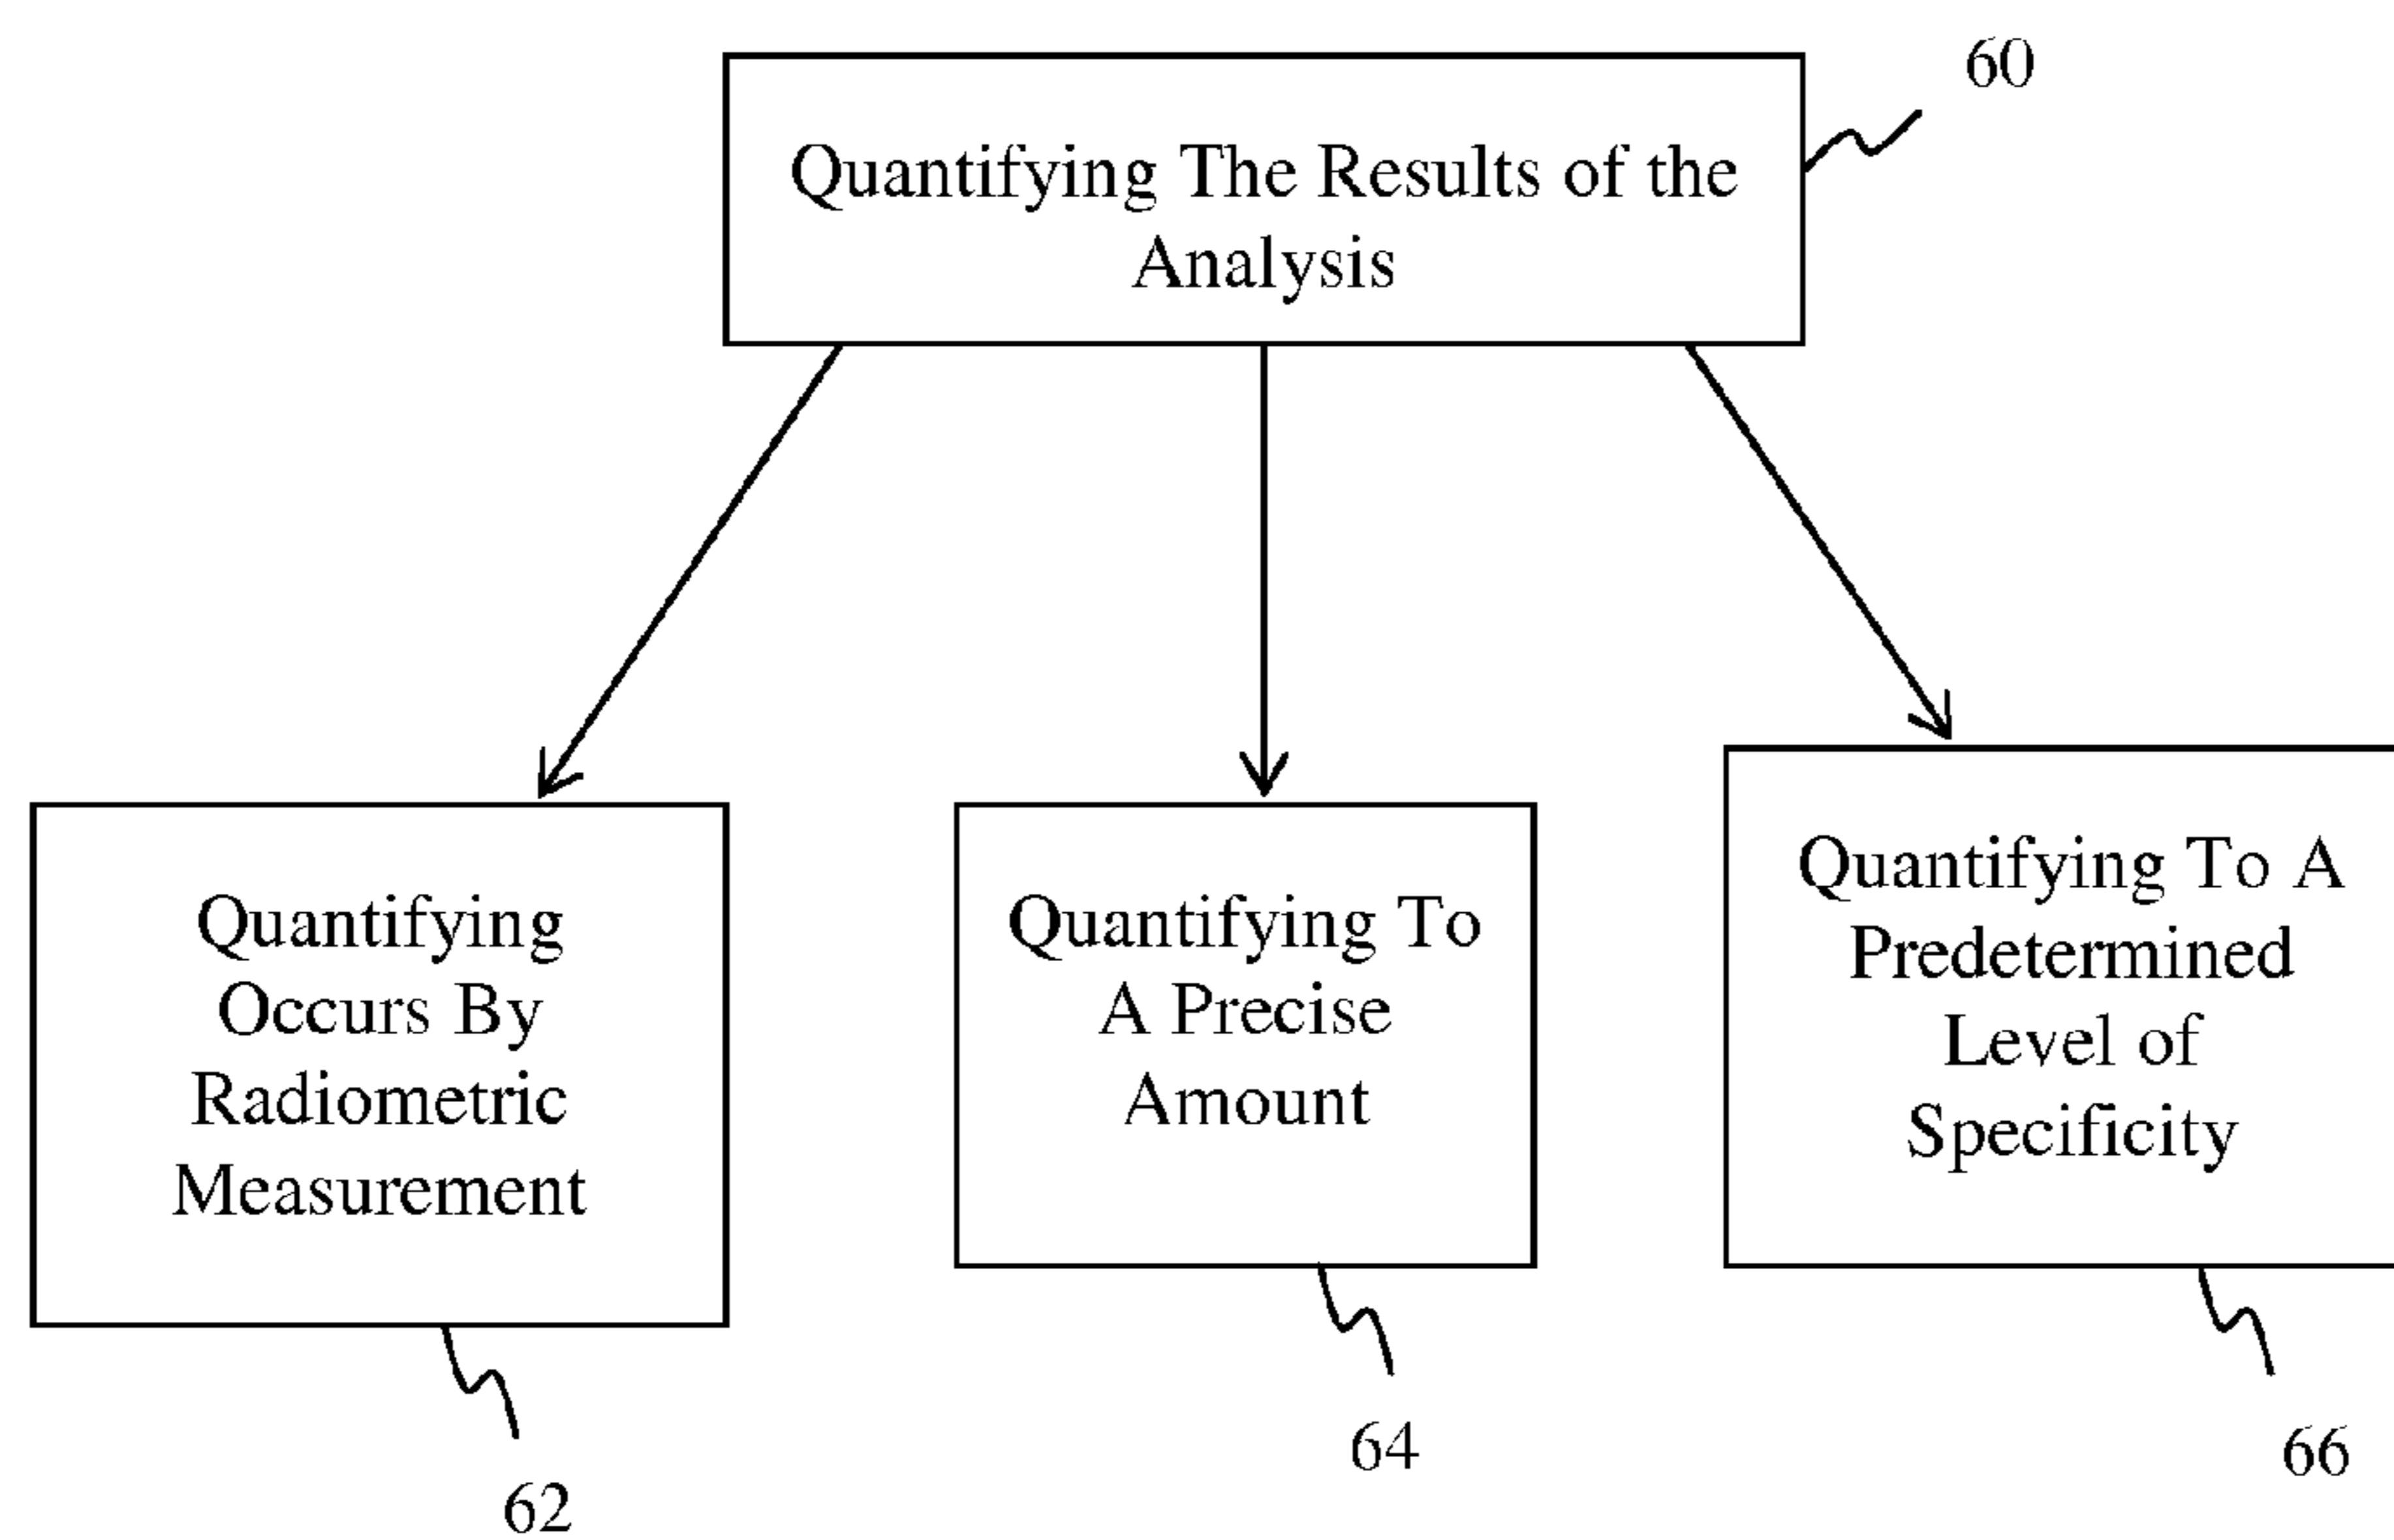 60
Quantifying The Results of the
Analysis
Quantifying
Occurs By
Radiometric
Measurement
62
Quantifying To
A Precise
Amount
64
Quantifying To A
Predetermined
Level of
Specificity
66